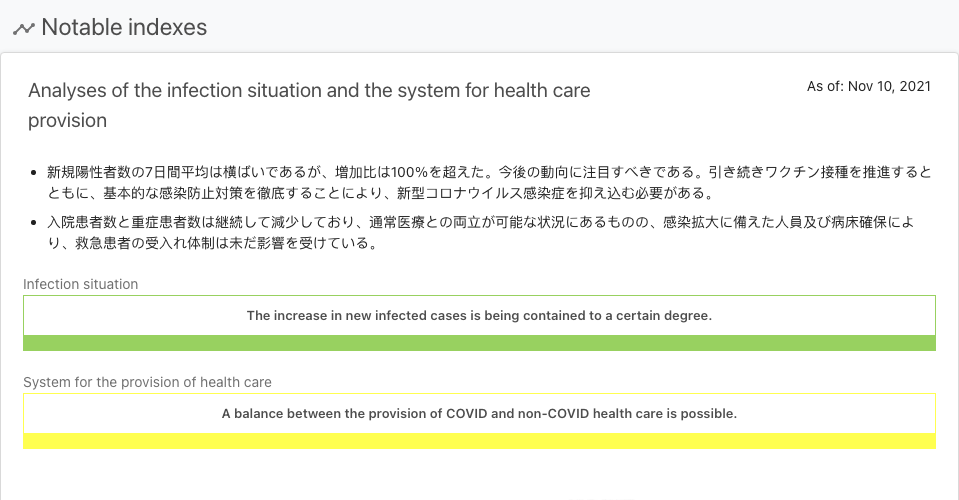 Notable indexes
Analyses of the infection situation and the system for health care
provision
As of: Nov 10, 2021
新規陽性者数の7日間平均は横ばいであるが、増加比は100%を超えた。今後の動向に注目すべきである。引き続きワクチン接種を推進すると
ともに、基本的な感染防止対策を徹底することにより、新型コロナウイルス感染症を抑え込む必要がある。
入院患者数と重症患者数は継続して減少しており、通常医療との両立が可能な状況にあるものの、感染拡大に備えた人員及び病床確保によ
り、救急患者の受入れ体制は未だ影響を受けている。
Infection situation
The increase in new infected cases is being contained to a certain degree.
System for the provision of health care
A balance between the provision of COVID and non-COVID health care is possible.